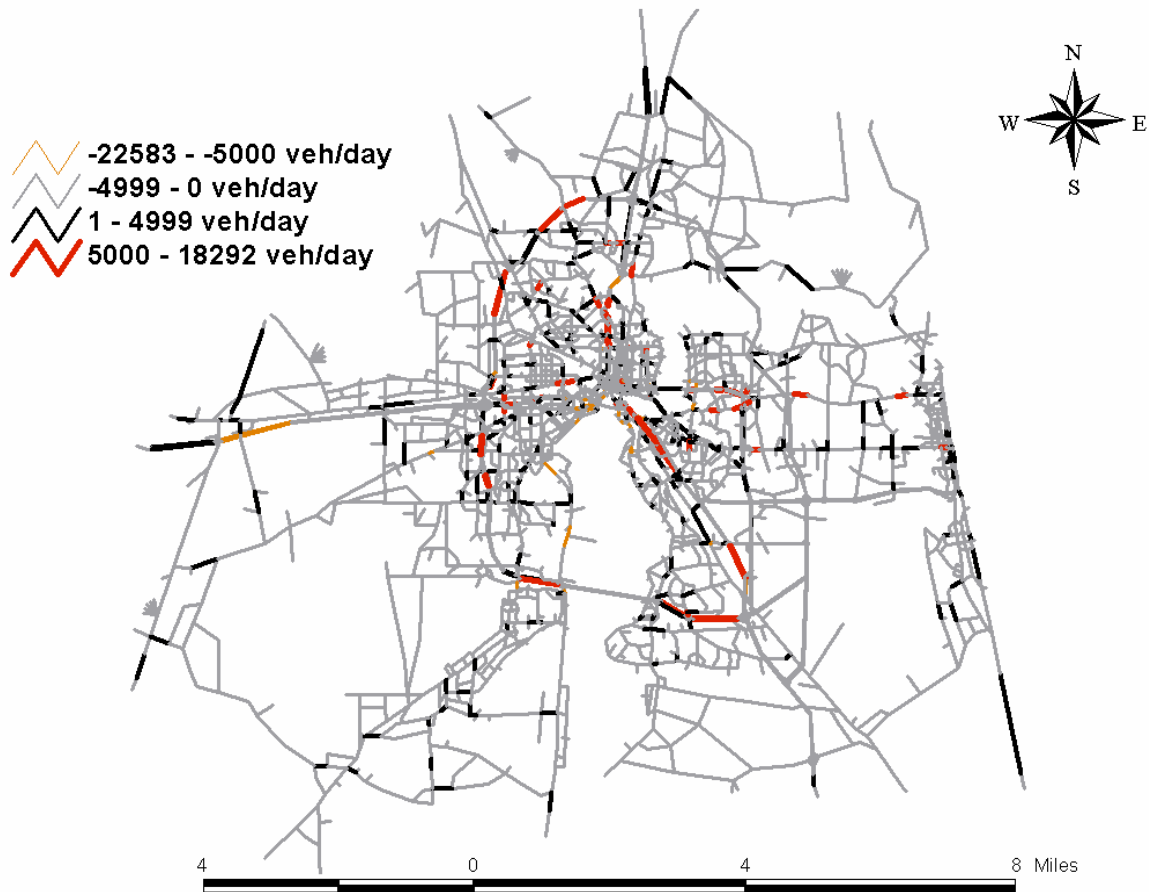 N
W E
S
-22583 - -5000 veh/day
-4999 - 0 veh/day
1 - 4999 veh/day
5000 - 18292 veh/day
4 0 4 8 Miles